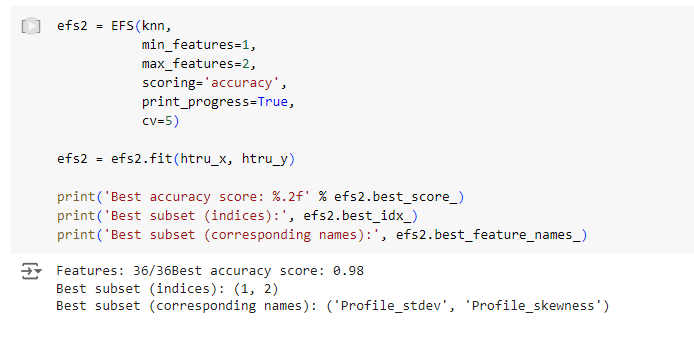 efs2 = EFS(knn,
           min_features=1,
           max_features=2,
           scoring='accuracy',
           print_progress=True,
           cv=5)
efs2 = efs2.fit(htru_x, htru_y)
print('Best accuracy score: %.2f' % efs2.best_score_)
print('Best subset (indices):', efs2.best_idx_)
print('Best subset (corresponding names):', efs2.best_feature_names_)
Features: 36/36Best accuracy score: 0.98
Best subset (indices): (1, 2)
Best subset (corresponding names): ('Profile_stdev', 'Profile_skewness')